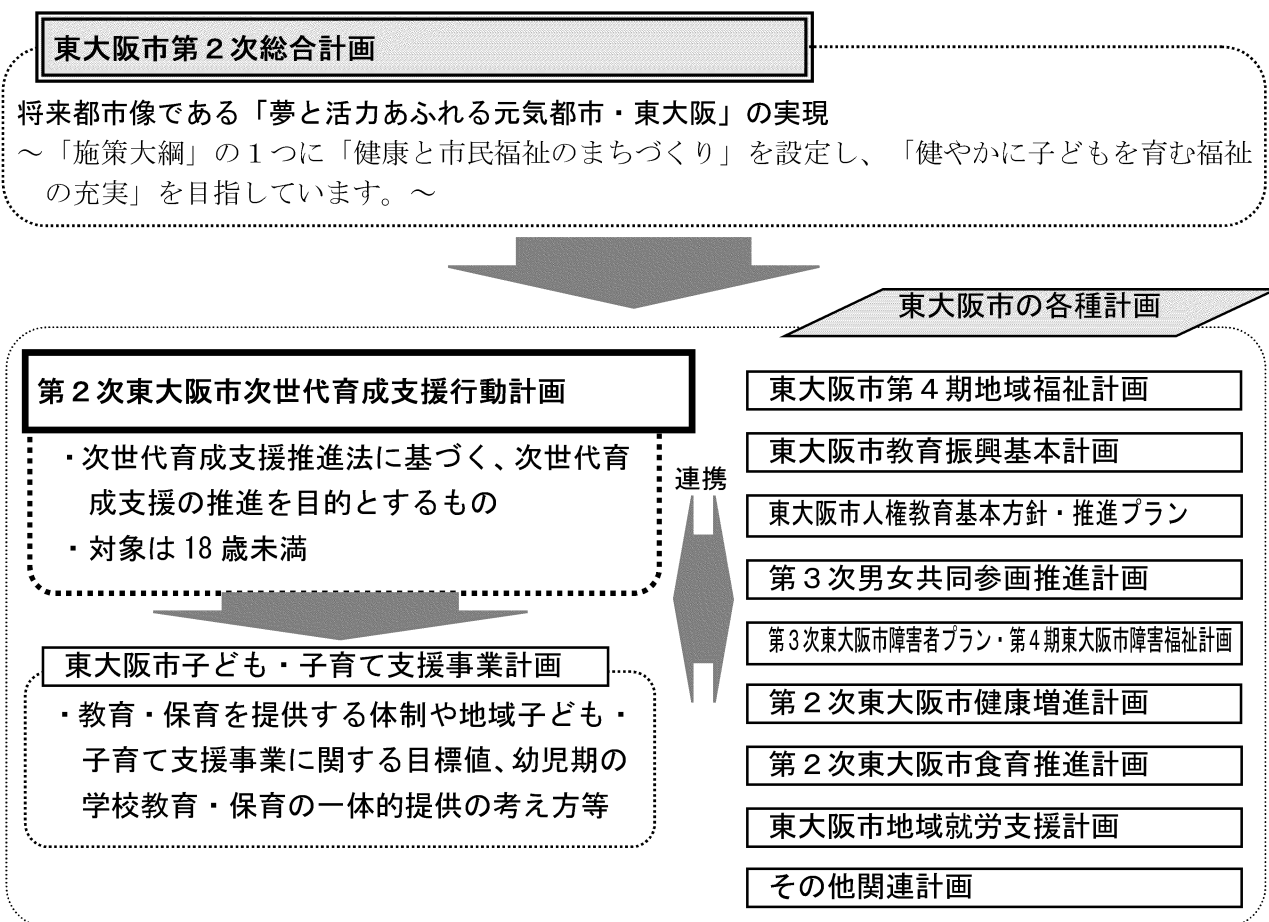 東大阪市第２次総合計画
将来都市像である「夢と活力あふれる元気都市・東大阪」の実現
～「施策大綱」の１つに「健康と市民福祉のまちづくり」を設定し、「健やかに子どもを育む福祉
の充実」を目指しています。～
東大阪市の各種計画
第２次東大阪市次世代育成支援行動計画
・次世代育成支援推進法に基づく、次世代育
成支援の推進を目的とするもの
・対象は18歳未満
東大阪市子ども・子育て支援事業計画
・教育・保育を提供する体制や地域子ども・
子育て支援事業に関する目標値、幼児期の
学校教育・保育の一体的提供の考え方等
連携
東大阪市第４期地域福祉計画
東大阪市教育振興基本計画
東大阪市人権教育基本方針・推進プラン
第３次男女共同参画推進計画
第３次東大阪市障害者プラン・第４期東大阪市障害福祉計画
第２次東大阪市健康増進計画
第２次東大阪市食育推進計画
東大阪市地域就労支援計画
その他関連計画